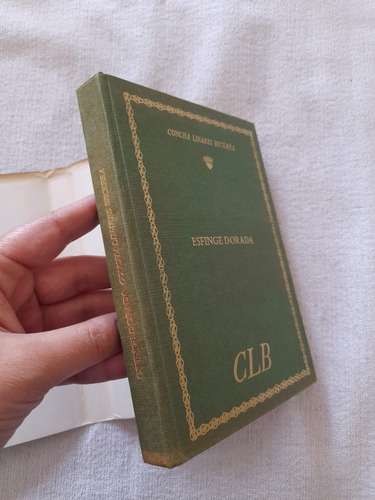 CONCHA LINARES BECERRA
ESFINGE DORADA
CLB